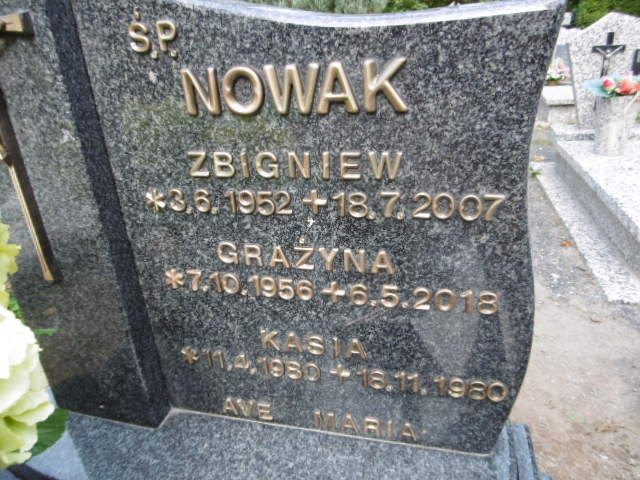 Ś.P.
NOWAK
ZBIGNIEW
*3.6.1952 + 18.7.2007
GRAŻYNA
*7.10.1956 + 6.5.2018
KASIA
*11.4.1980 + 18.11.1980
AVE MARIA